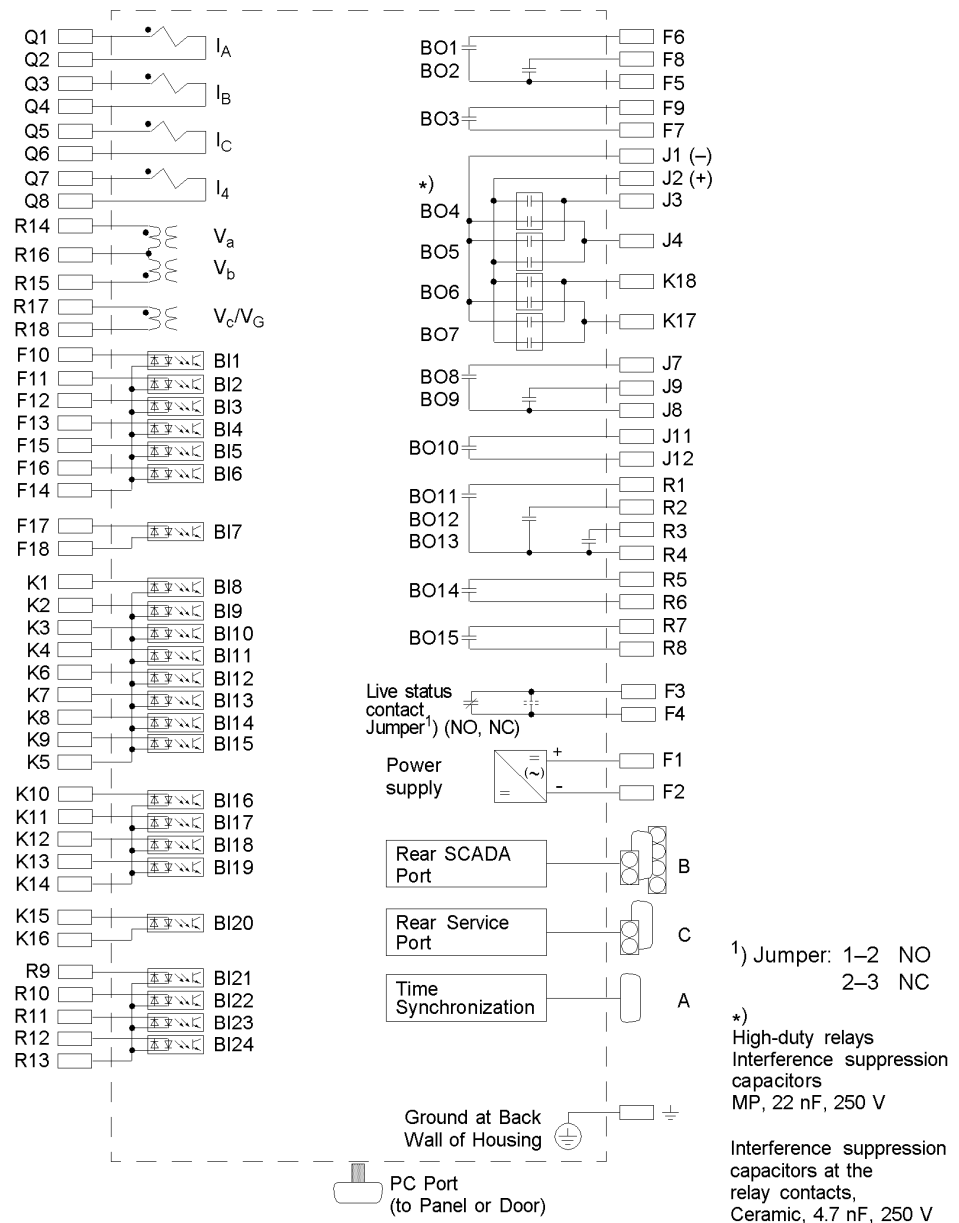 Q1
Q2
I_A
Q3
Q4
I_B
Q5
Q6
I_C
Q7
Q8
I_4
R14
R16
R15
V_a
V_b
R17
R18
V_c/V_G
F10
F11
F12
F13
F15
F16
F14
BI1
BI2
BI3
BI4
BI5
BI6
F17
F18
BI7
K1
K2
K3
K4
K6
K7
K8
K9
K5
BI8
BI9
BI10
BI11
BI12
BI13
BI14
BI15
K10
K11
K12
K13
K14
BI16
BI17
BI18
BI19
K15
K16
BI20
R9
R10
R11
R12
R13
BI21
BI22
BI23
BI24
BO1
BO2
F6
F8
F5
BO3
F9
F7
J1 (–)
J2 (+)
J3
J4
K18
K17
*)
BO4
BO5
BO6
BO7
BO8
BO9
J7
J9
J8
BO10
J11
J12
BO11
BO12
BO13
R1
R2
R3
R4
BO14
R5
R6
BO15
R7
R8
Live status
contact
Jumper¹) (NO, NC)
F3
F4
Power
supply
= (~) =
+
-
F1
F2
Rear SCADA
Port
B
Rear Service
Port
C
Time
Synchronization
A
Ground at Back
Wall of Housing
PC Port
(to Panel or Door)
¹) Jumper: 1–2 NO
2–3 NC
*)
High-duty relays
Interference suppression
capacitors
MP, 22 nF, 250 V
Interference suppression
capacitors at the
relay contacts,
Ceramic, 4.7 nF, 250 V